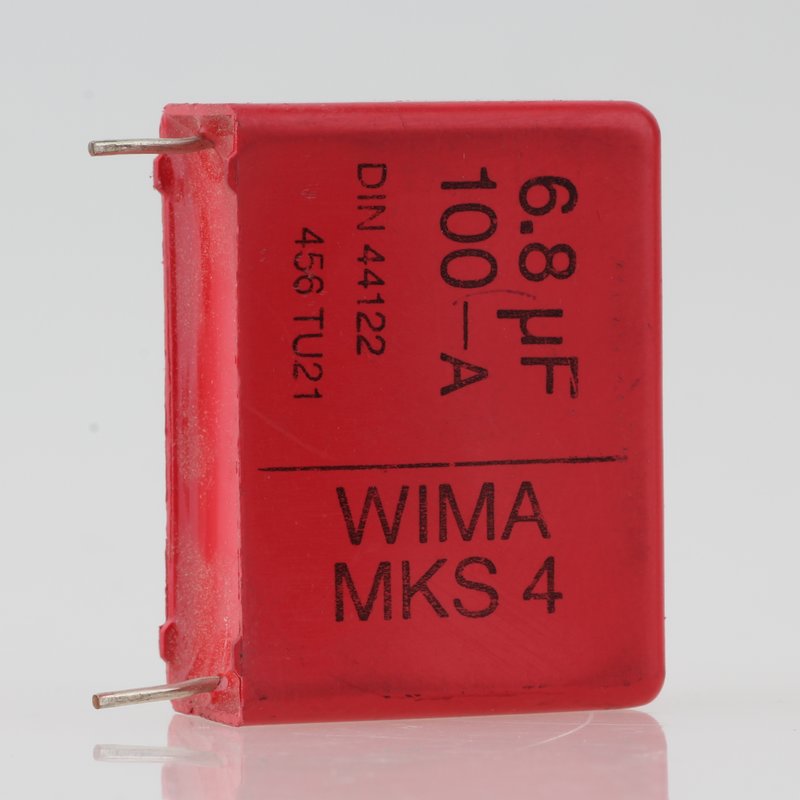 6.8 µF
100—A
DIN 44122
456 TU21
WIMA
MKS 4